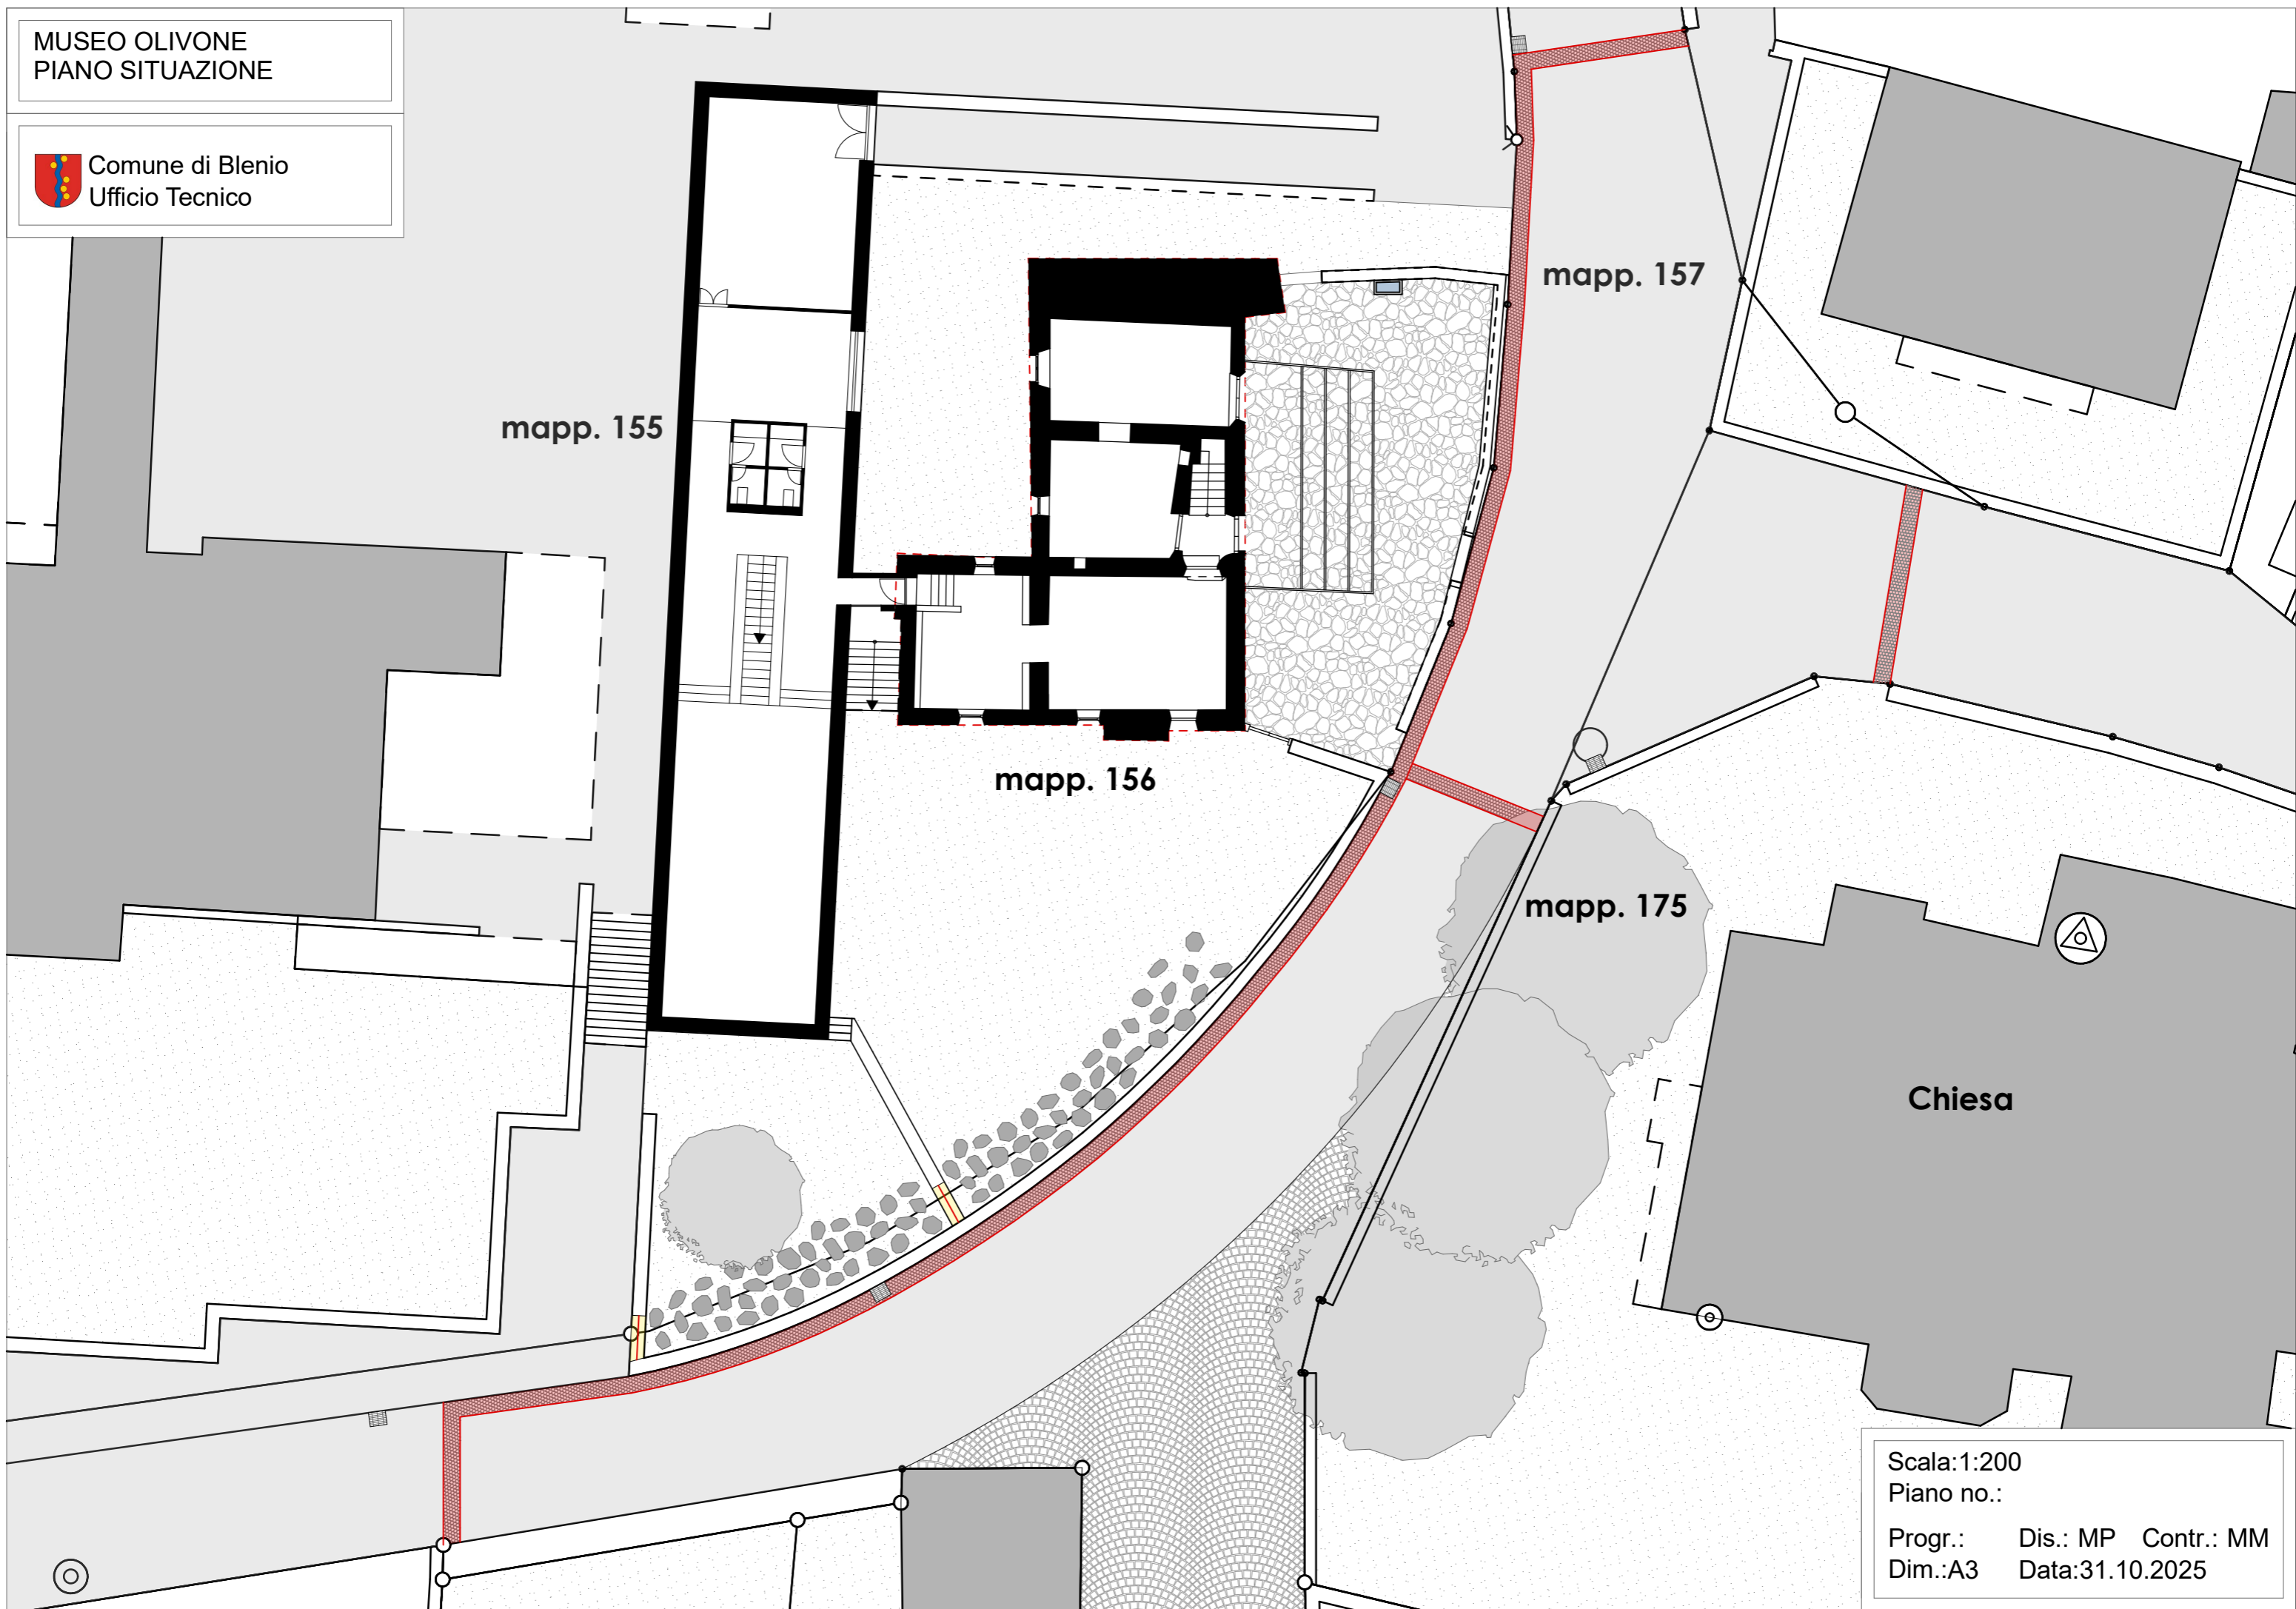 MUSEO OLIVONE
PIANO SITUAZIONE
Comune di Blenio
Ufficio Tecnico
mapp. 157
mapp. 155
mapp. 156
mapp. 175
Chiesa
Scala:1:200
Piano no.:
Progr.: Dis.: MP Contr.: MM
Dim.:A3 Data:31.10.2025